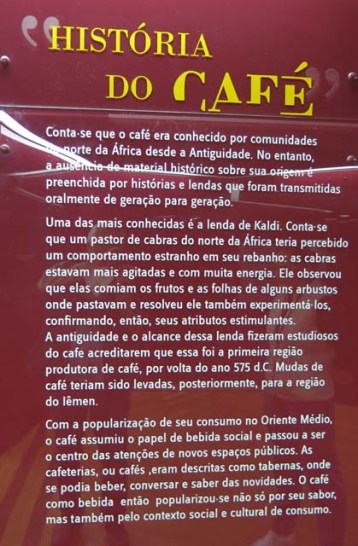 “HISTÓRIA
DO CAFÉ”
Conta-se que o café era conhecido por comunidades
do norte da África desde a Antiguidade. No entanto,
a ausência de material histórico sobre sua origem é
preenchida por histórias e lendas que foram transmitidas
oralmente de geração para geração.
Uma das mais conhecidas é a lenda de Kaldi. Conta-se
que um pastor de cabras do norte da África teria percebido
um comportamento estranho em seu rebanho: as cabras
estavam mais agitadas e com muita energia. Ele observou
que elas comiam os frutos e as folhas de alguns arbustos
onde pastavam e resolveu ele também experimentá-los,
confirmando, então, seus atributos estimulantes.
A antiguidade e o alcance dessa lenda fizeram estudiosos
do cafe acreditarem que essa foi a primeira região
produtora de café, por volta do ano 575 d.C. Mudas de
café teriam sido levadas, posteriormente, para a região
do Iêmen.
Com a popularização de seu consumo no Oriente Médio,
o café assumiu o papel de bebida social e passou a ser
o centro das atenções de novos espaços públicos. As
cafeterias, ou cafés ,eram descritas como tabernas, onde
se podia beber, conversar e saber das novidades. O café
como bebida então popularizou-se não só por seu sabor,
mas também pelo contexto social e cultural de consumo.